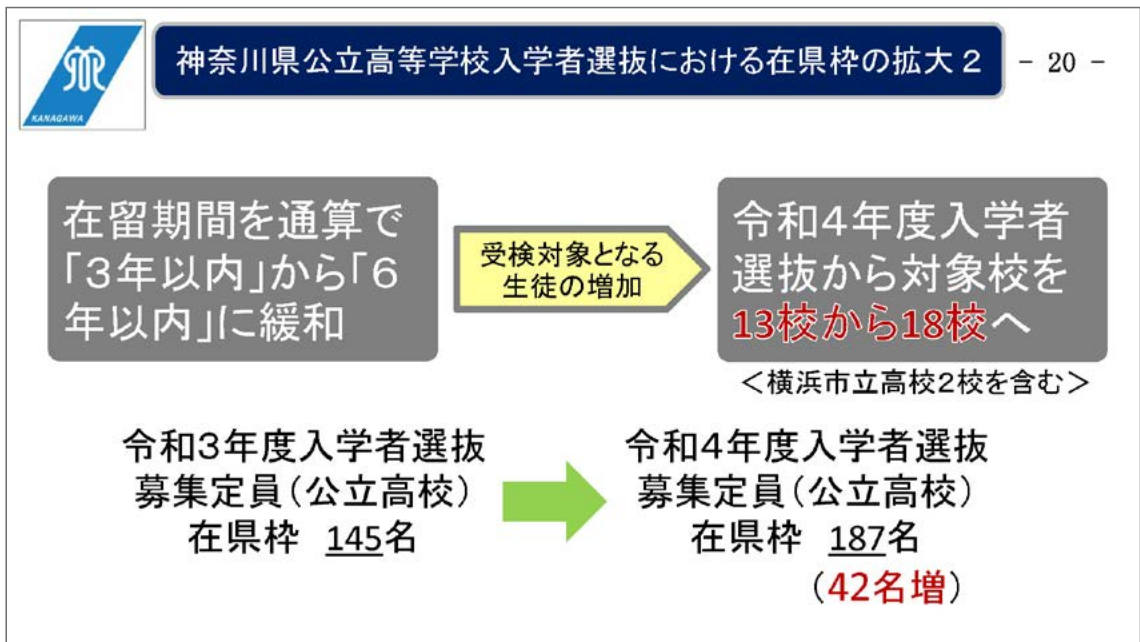 KANAGAWA
神奈川県公立高等学校入学者選抜における在県枠の拡大２
- 20 -
在留期間を通算で
「３年以内」から「６
年以内」に緩和
受検対象となる
生徒の増加
令和４年度入学者
選抜から対象校を
13校から18校へ
＜横浜市立高校２校を含む＞
令和３年度入学者選抜
募集定員（公立高校）
在県枠 145名
令和４年度入学者選抜
募集定員（公立高校）
在県枠 187名
（42名増）